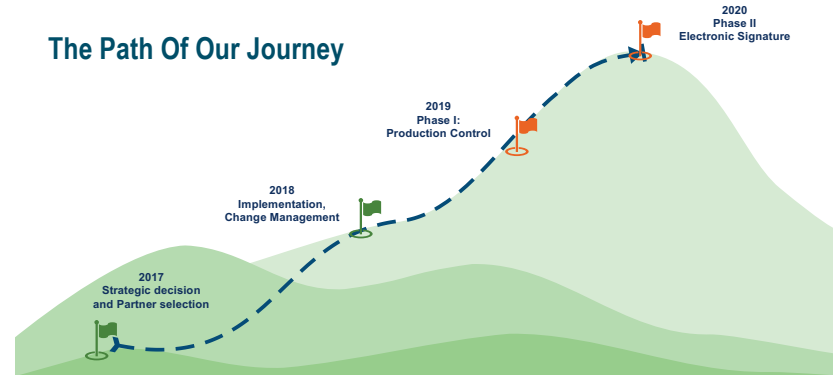 The Path Of Our Journey
2020
Phase II
Electronic Signature
2019
Phase I:
Production Control
2018
Implementation,
Change Management
2017
Strategic decision
and Partner selection